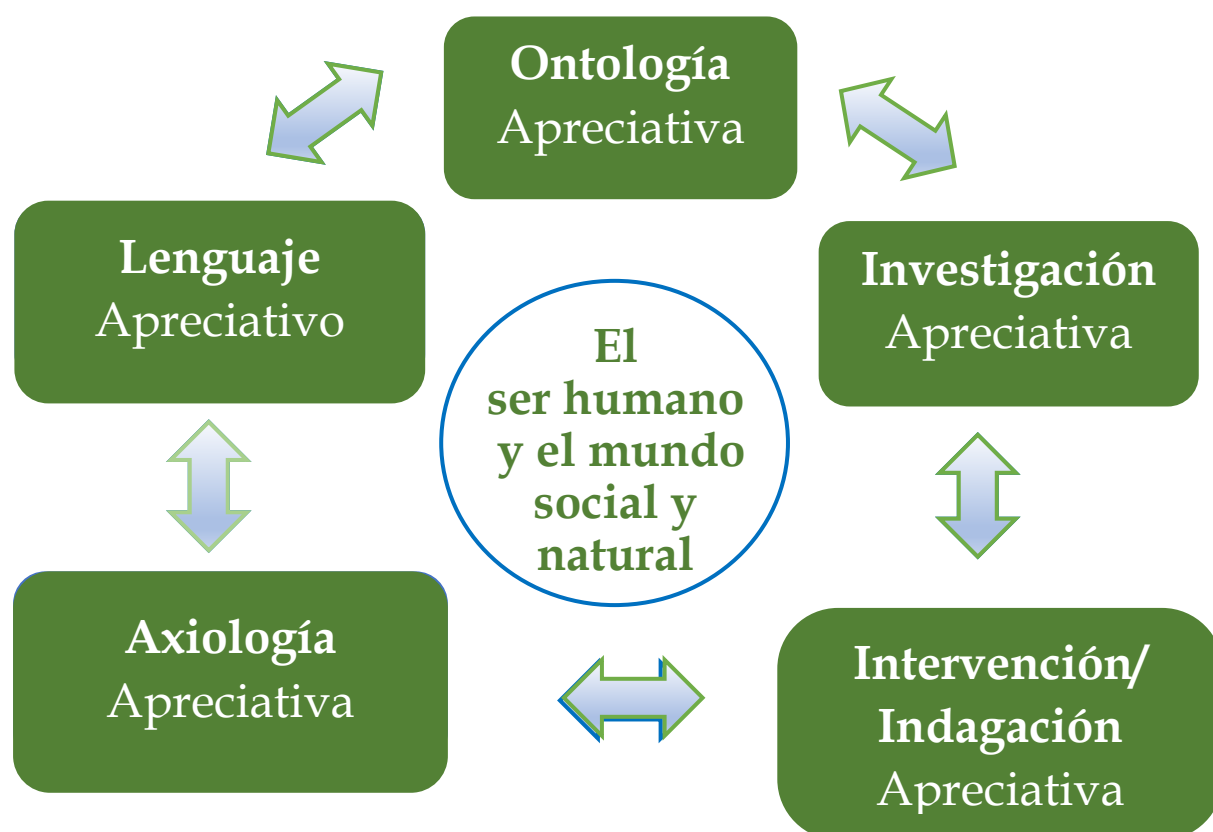 Ontología
Apreciativa
Lenguaje
Apreciativo
Investigación
Apreciativa
El
ser humano
y el mundo
social y
natural
Axiología
Apreciativa
Intervención/
Indagación
Apreciativa